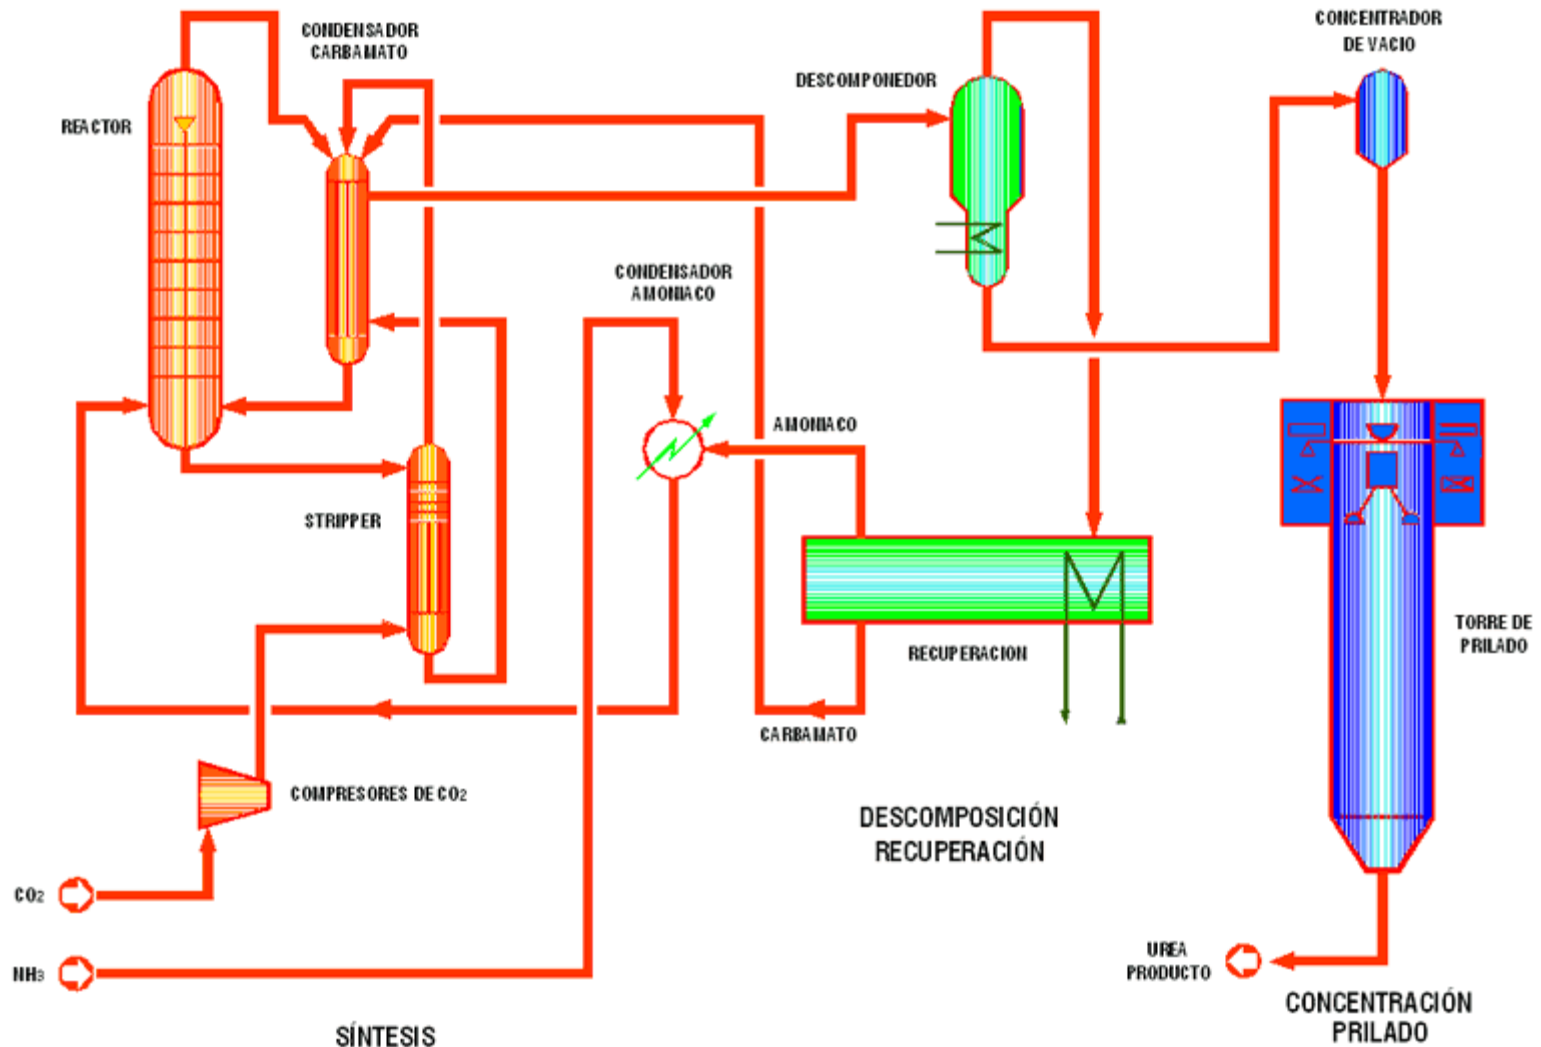 CONDENSADOR
CARBAMATO
REACTOR
DESCOMPONEDOR
CONCENTRADOR
DE VACIO
CONDENSADOR
AMONIACO
AMONIACO
STRIPPER
RECUPERACION
TORRE DE
PRILADO
CARBAMATO
COMPRESORES DE CO2
DESCOMPOSICIÓN
RECUPERACIÓN
CO2
NH3
UREA
PRODUCTO
SÍNTESIS
CONCENTRACIÓN
PRILADO